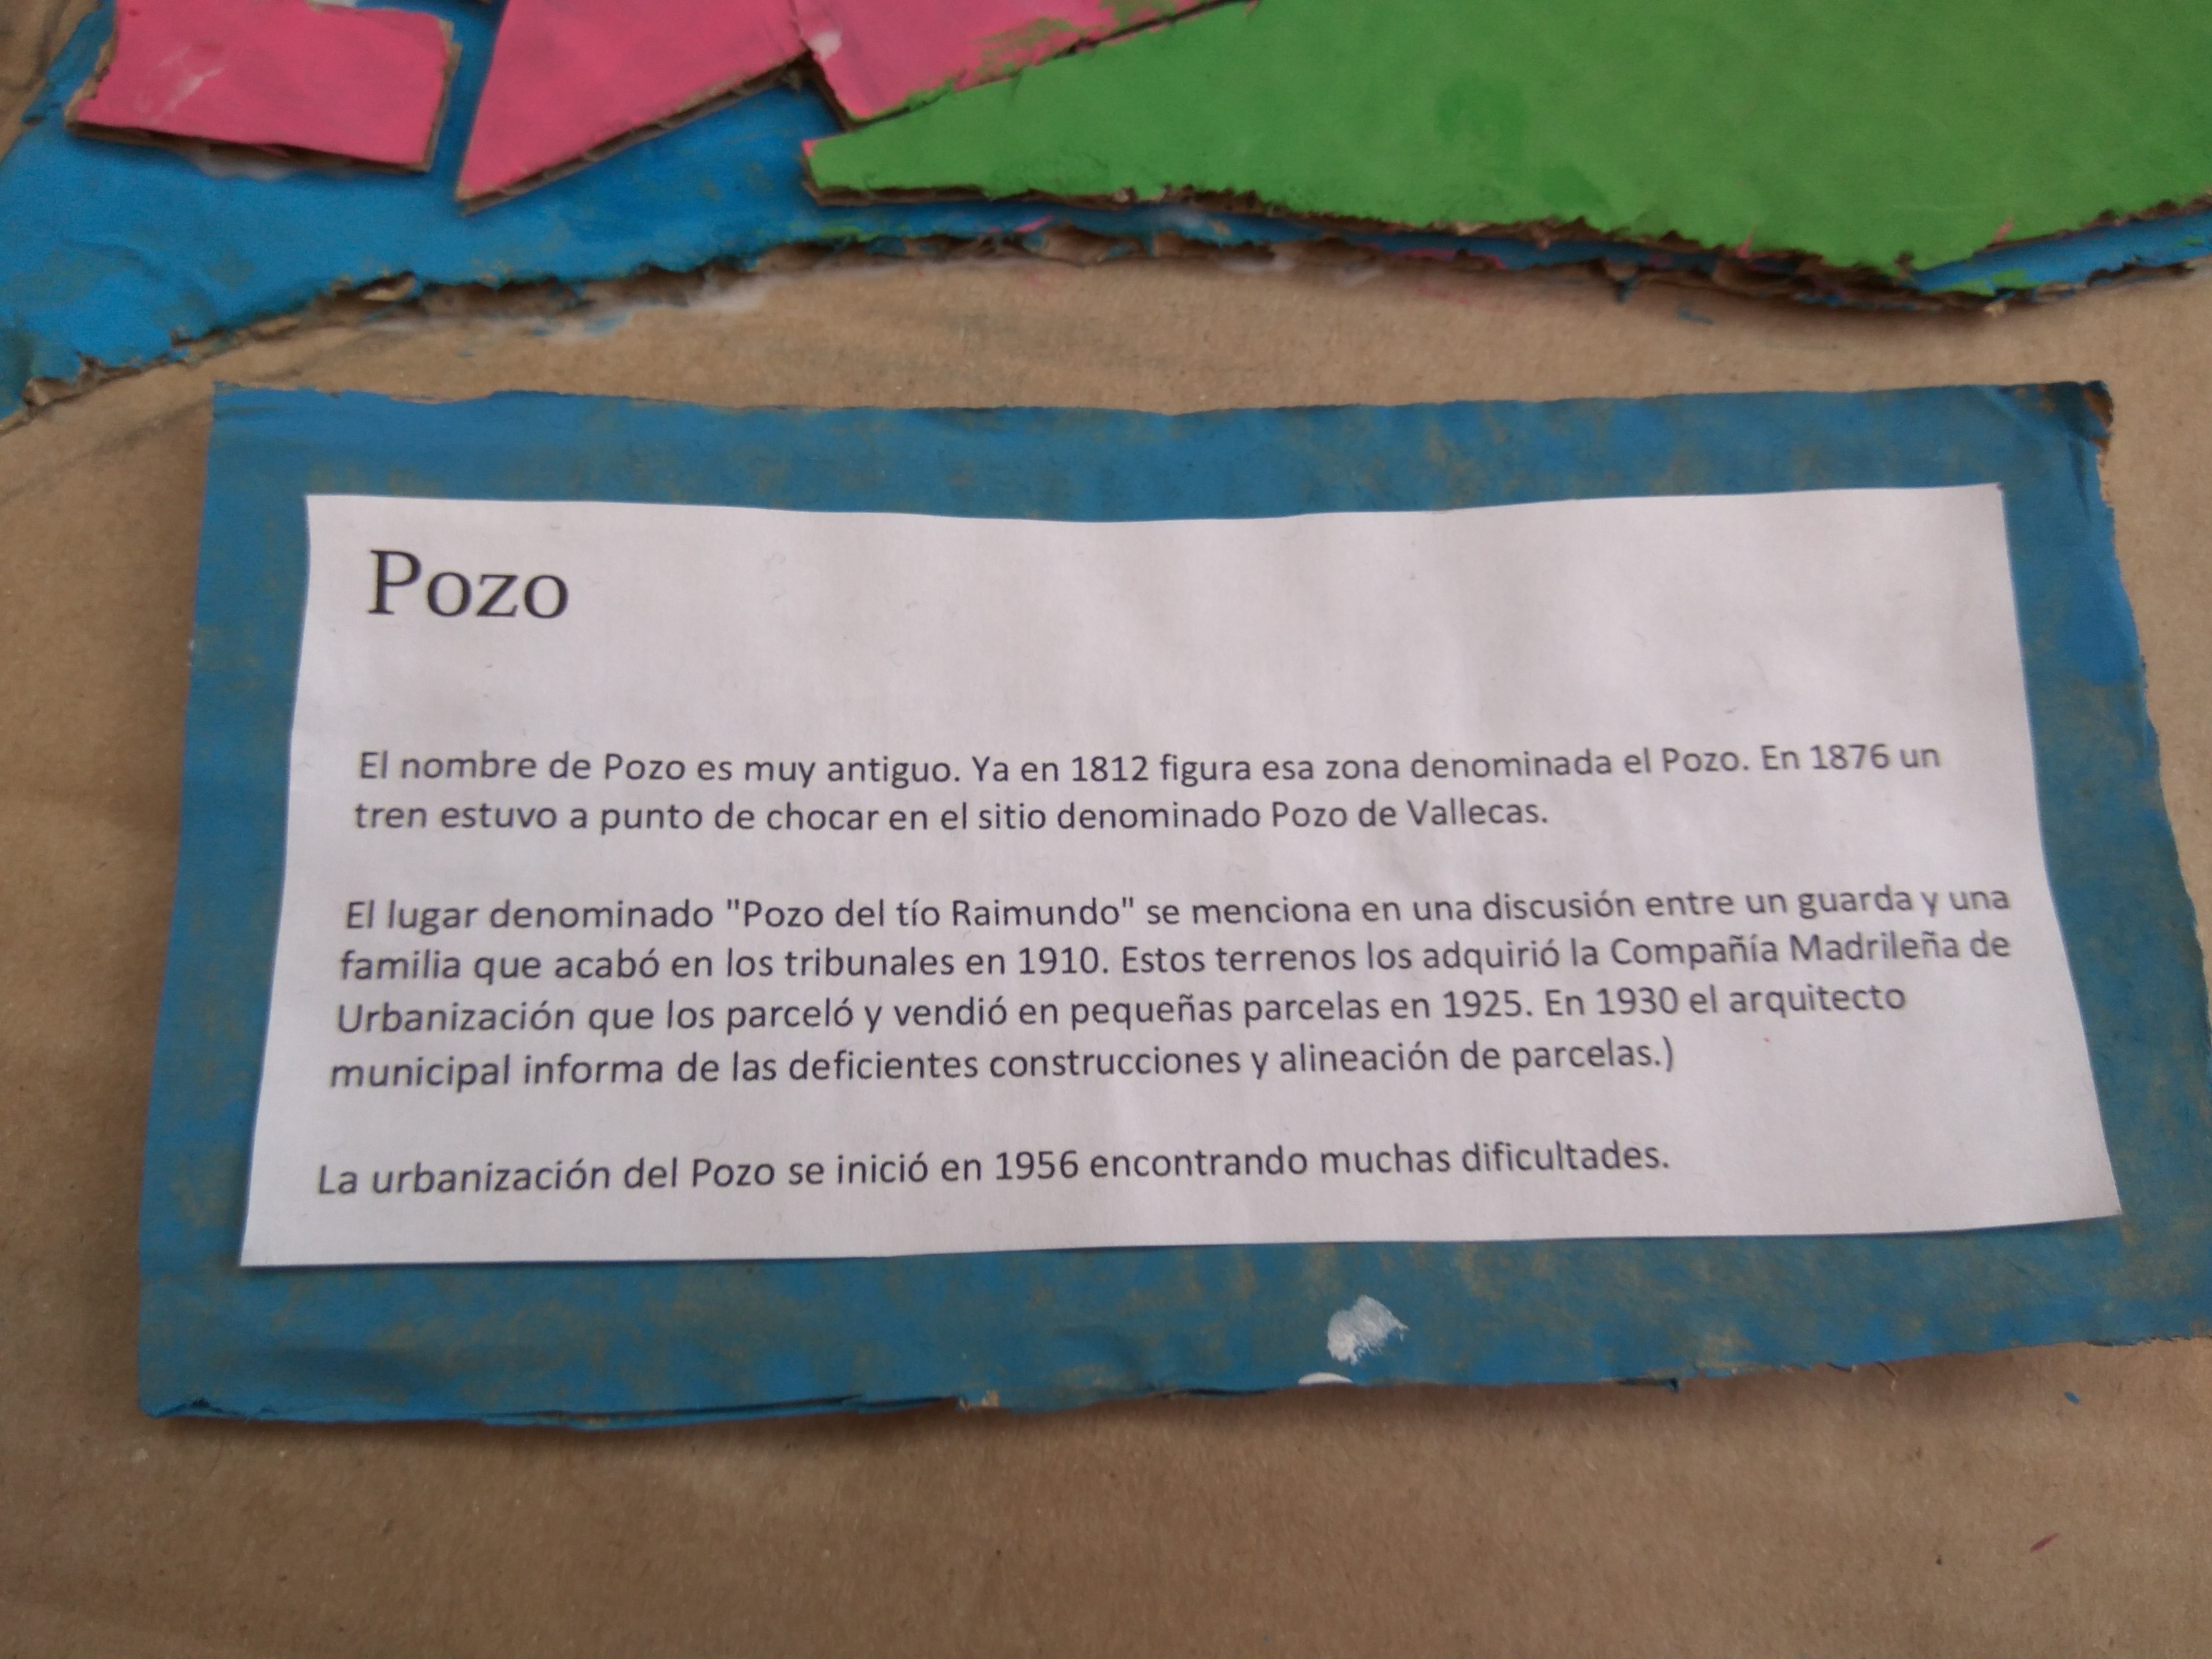 Pozo
El nombre de Pozo es muy antiguo. Ya en 1812 figura esa zona denominada el Pozo. En 1876 un
tren estuvo a punto de chocar en el sitio denominado Pozo de Vallecas.
El lugar denominado "Pozo del tío Raimundo" se menciona en una discusión entre un guarda y una
familia que acabó en los tribunales en 1910. Estos terrenos los adquirió la Compañía Madrileña de
Urbanización que los parceló y vendió en pequeñas parcelas en 1925. En 1930 el arquitecto
municipal informa de las deficientes construcciones y alineación de parcelas.)
La urbanización del Pozo se inició en 1956 encontrando muchas dificultades.